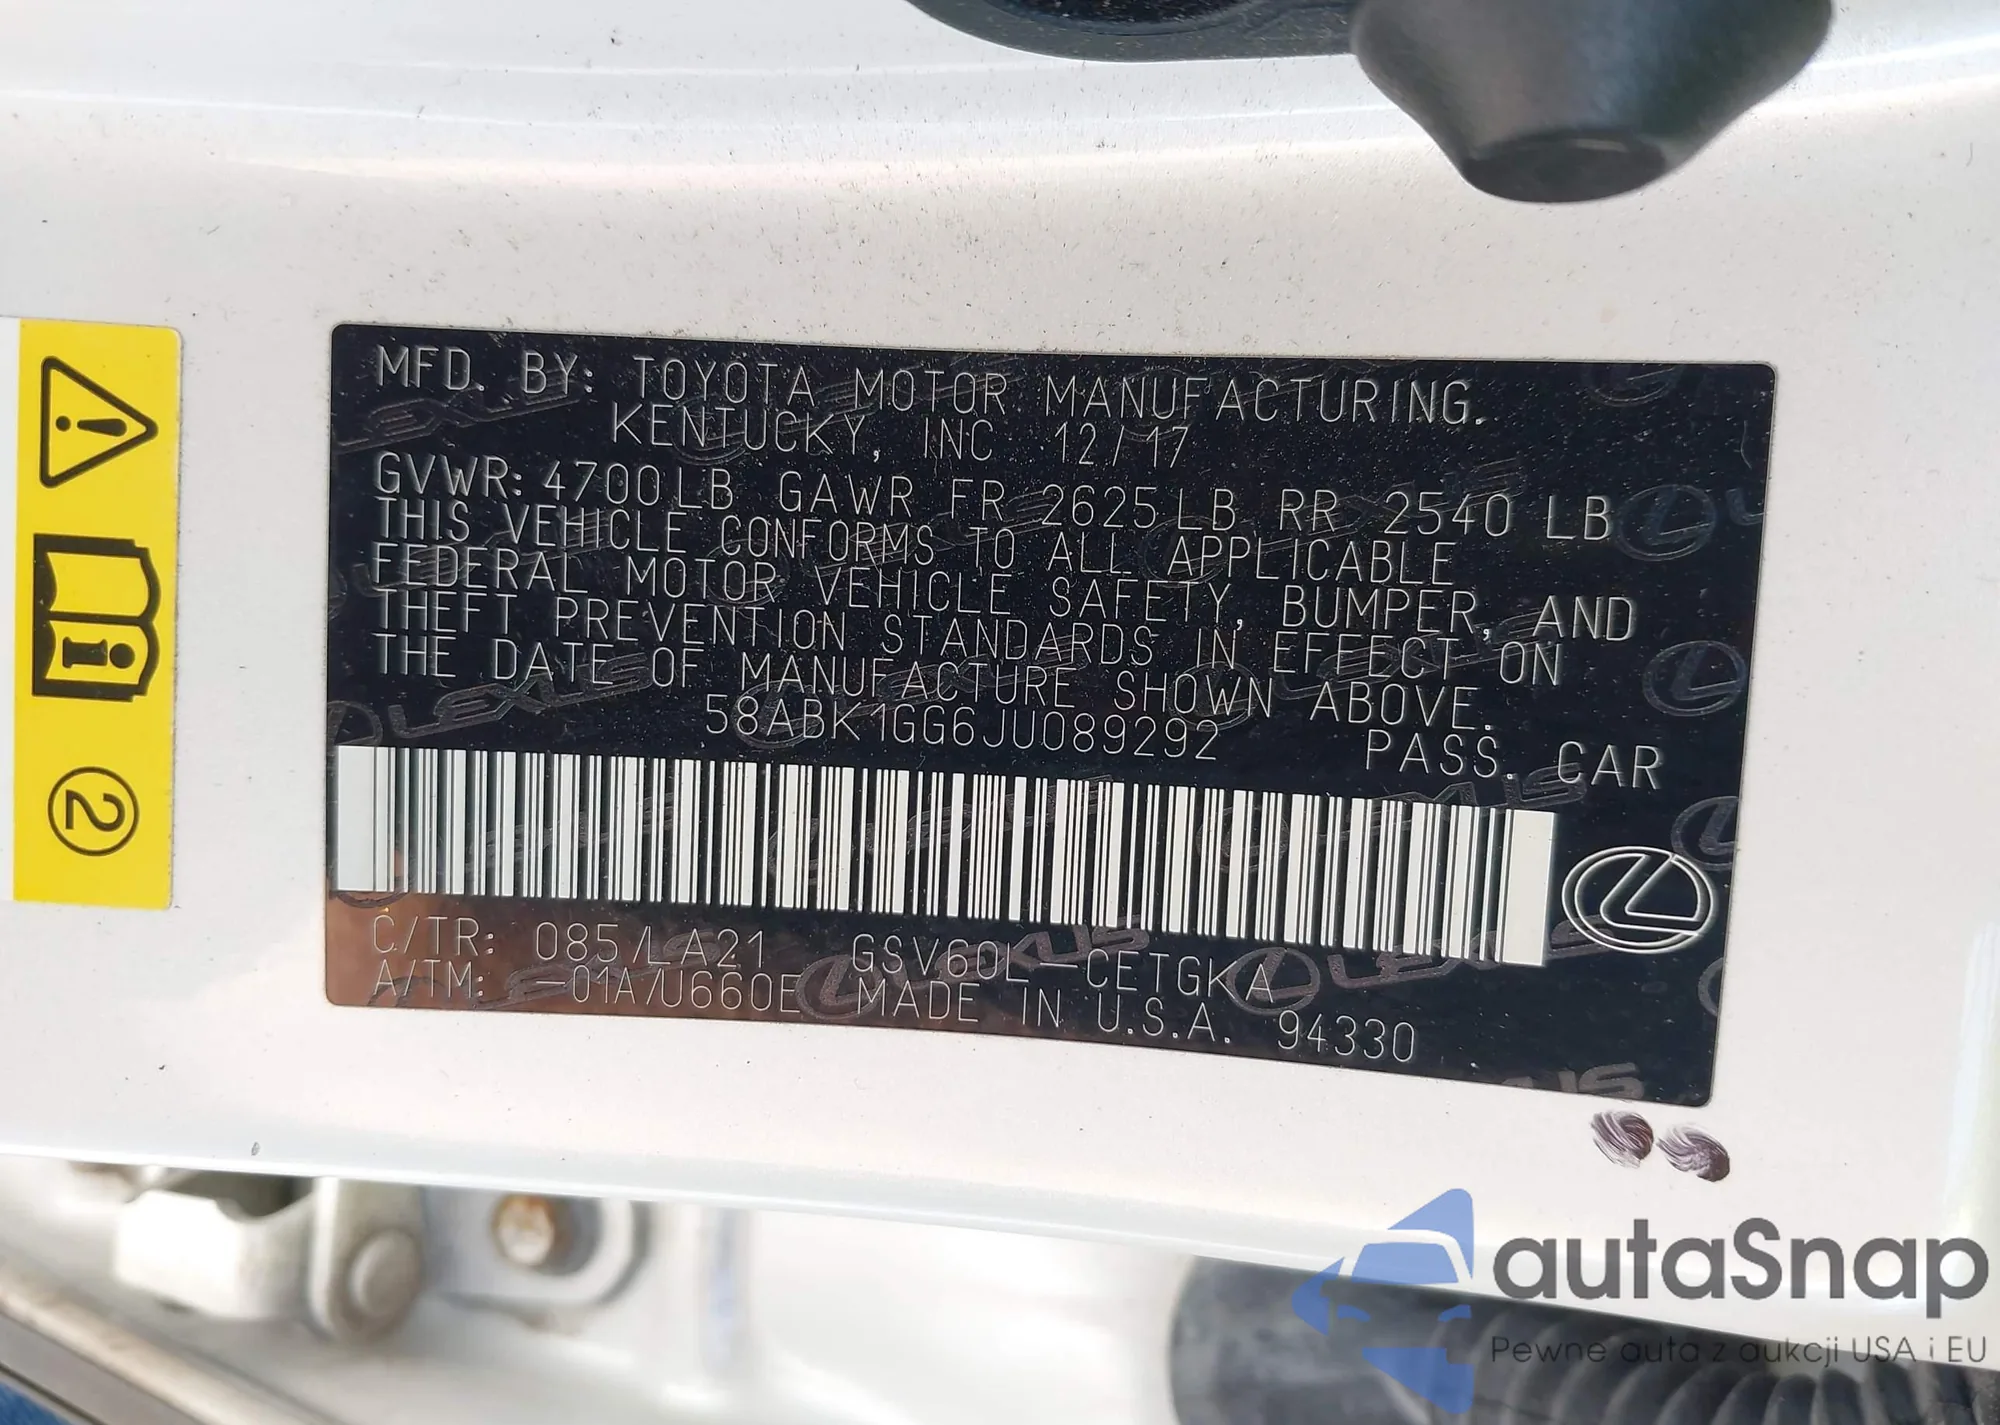 MFD. BY: TOYOTA MOTOR MANUFACTURING.
KENTUCKY, INC 12/17
GVWR: 4700LB GAWR FR 2625LB RR 2540 LB
THIS VEHICLE CONFORMS TO ALL APPLICABLE
FEDERAL MOTOR VEHICLE SAFETY, BUMPER, AND
THEFT PREVENTION STANDARDS IN EFFECT ON
THE DATE OF MANUFACTURE SHOWN ABOVE.
58ABK1GG6JU089292 PASS. CAR
C/TR: 085/LA21 GSV60L-CETGKA
A/TM: -01A/U660E MADE IN U.S.A. 94330
2
autaSnap
Pewne auta z aukcji USA i EU